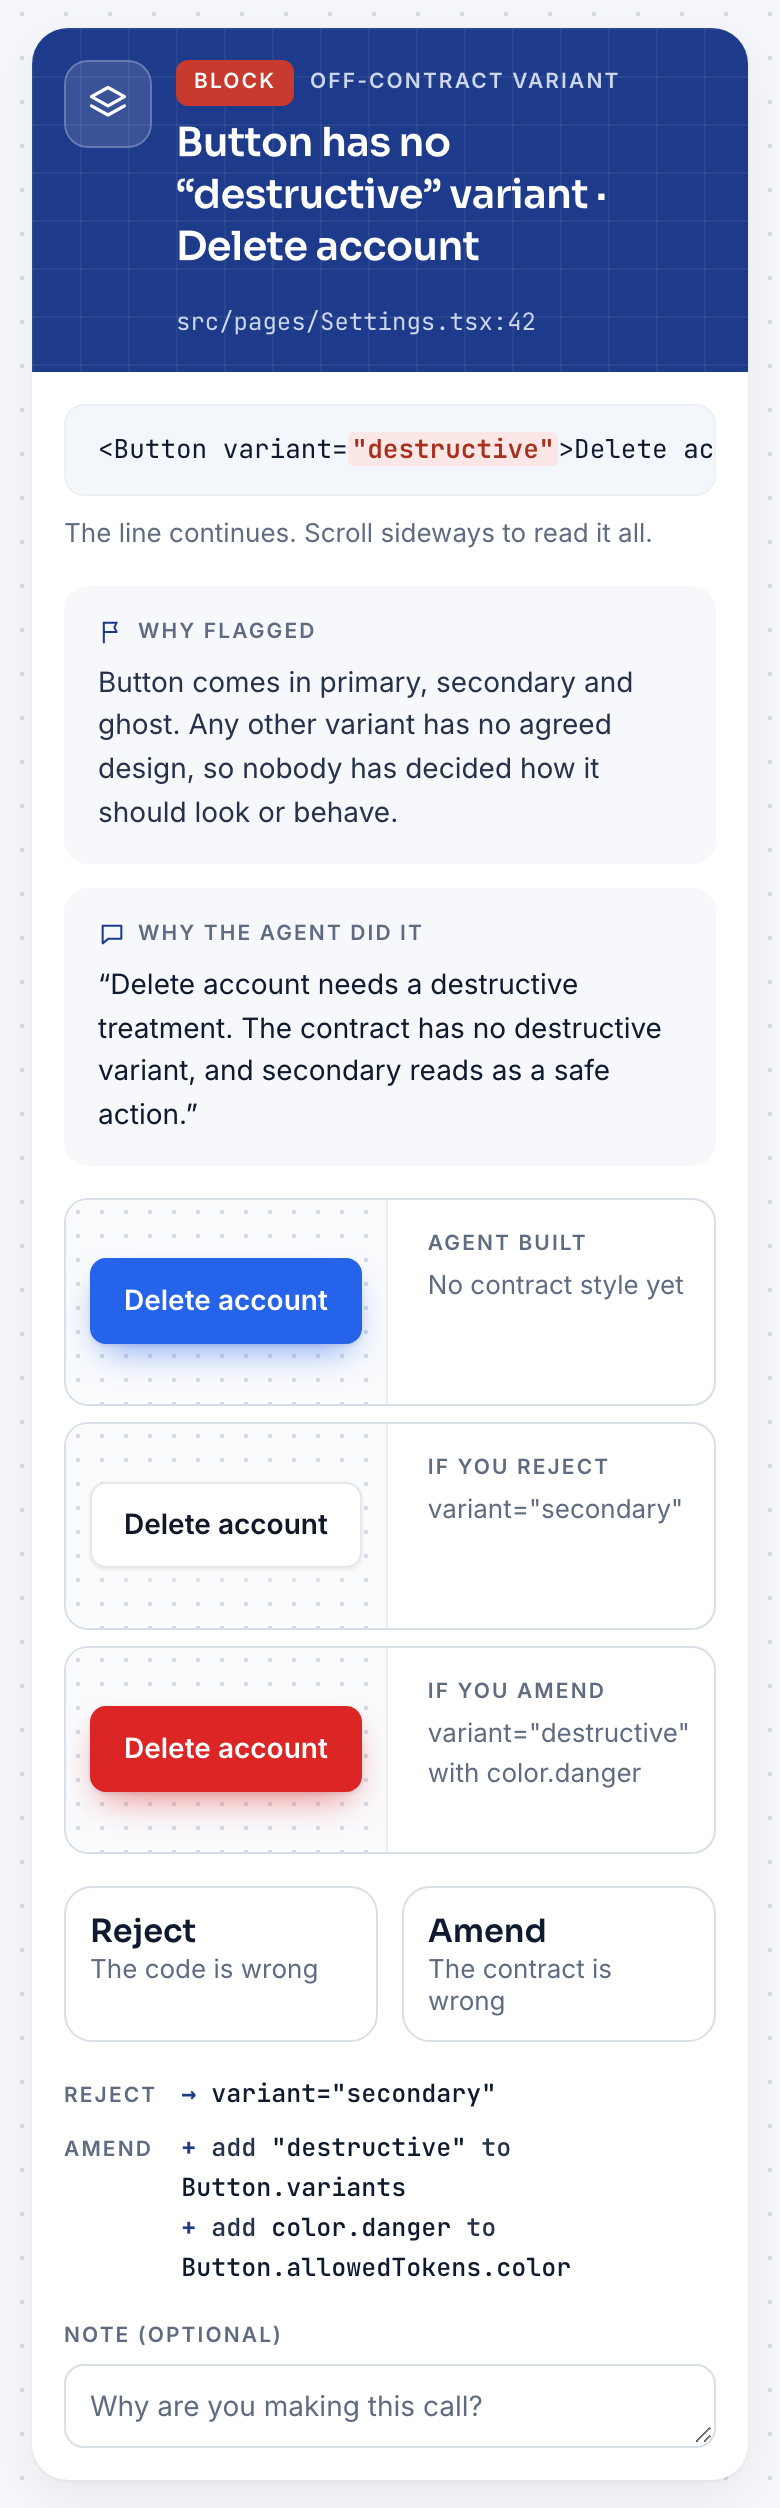 BLOCK OFF-CONTRACT VARIANT
Button has no
“destructive” variant ·
Delete account
src/pages/Settings.tsx:42
<Button variant="destructive">Delete ac
The line continues. Scroll sideways to read it all.
WHY FLAGGED
Button comes in primary, secondary and
ghost. Any other variant has no agreed
design, so nobody has decided how it
should look or behave.
WHY THE AGENT DID IT
“Delete account needs a destructive
treatment. The contract has no destructive
variant, and secondary reads as a safe
action.”
Delete account
AGENT BUILT
No contract style yet
Delete account
IF YOU REJECT
variant="secondary"
Delete account
IF YOU AMEND
variant="destructive"
with color.danger
Reject
The code is wrong
Amend
The contract is
wrong
REJECT → variant="secondary"
AMEND + add "destructive" to
Button.variants
+ add color.danger to
Button.allowedTokens.color
NOTE (OPTIONAL)
Why are you making this call?